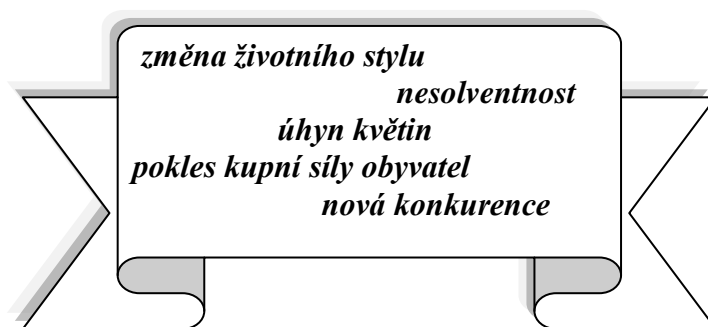 změna životního stylu
nesolventnost
úhyn květin
pokles kupní síly obyvatel
nová konkurence